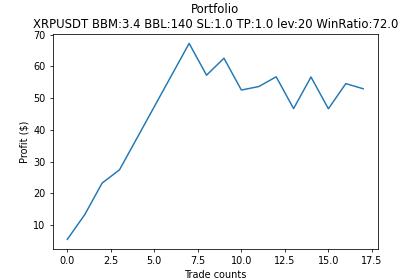 Portfolio
XRPUSDT BBM:3.4 BBL:140 SL:1.0 TP:1.0 lev:20 WinRatio:72.0
70
60
50
40
30
20
10
Profit ($)
0.0 2.5 5.0 7.5 10.0 12.5 15.0 17.5
Trade counts